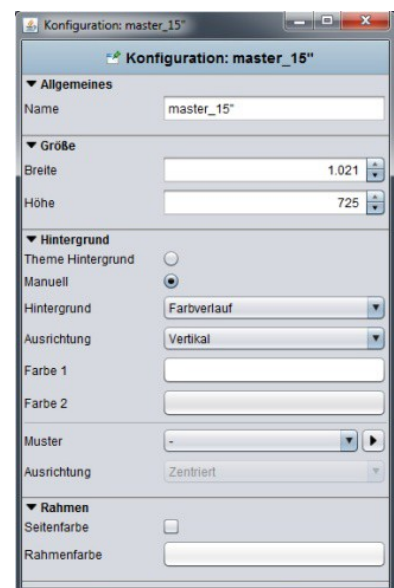 Konfiguration: master_15"
Konfiguration: master_15"
Allgemeines
Name master_15"
Größe
Breite 1.021
Höhe 725
Hintergrund
Theme Hintergrund
Manuell
Hintergrund Farbverlauf
Ausrichtung Vertikal
Farbe 1
Farbe 2
Muster -
Ausrichtung Zentriert
Rahmen
Seitenfarbe
Rahmenfarbe